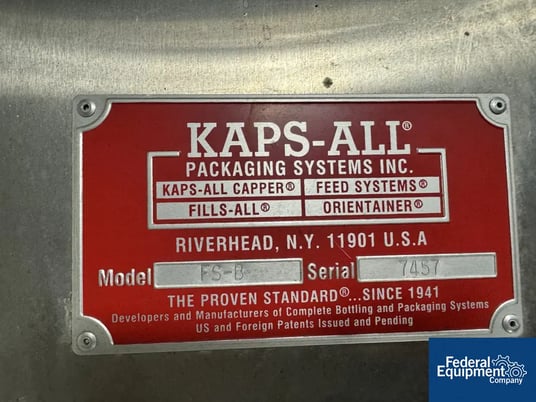 KAPS-ALL®
PACKAGING SYSTEMS INC.
KAPS-ALL CAPPER® FEED SYSTEMS®
FILLS-ALL® ORIENTAINER®
RIVERHEAD, N.Y. 11901 U.S.A
Model FS-B Serial 7457
THE PROVEN STANDARD®...SINCE 1941
Developers and Manufacturers of Complete Bottling and Packaging Systems
US and Foreign Patents Issued and Pending
Federal
Equipment
Company